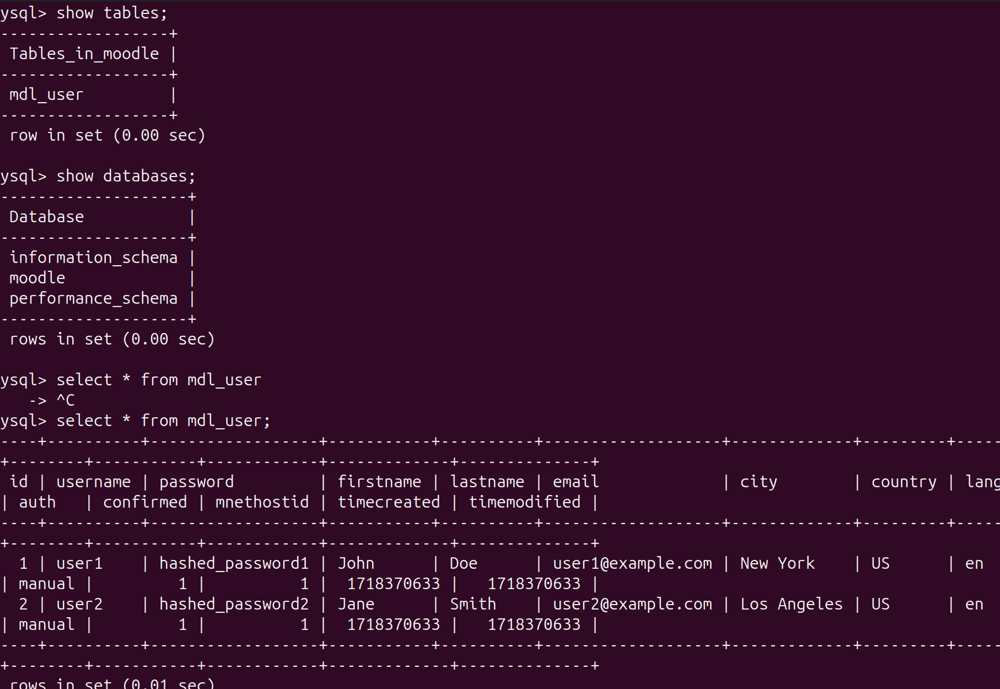 ysql> show tables;
------------------+
Tables_in_moodle |
------------------+
mdl_user         |
------------------+
row in set (0.00 sec)
ysql> show databases;
--------------------+
Database           |
--------------------+
information_schema |
moodle             |
performance_schema |
--------------------+
rows in set (0.00 sec)
ysql> select * from mdl_user
   -> ^C
ysql> select * from mdl_user;
----+----------+------------------+-----------+----------+-------------------+-------------+---------+-----
+--------+-----------+------------+-------------+--------------+
id | username | password         | firstname | lastname | email             | city        | country | lang
| auth   | confirmed | mnethostid | timecreated | timemodified |
----+----------+------------------+-----------+----------+-------------------+-------------+---------+-----
+--------+-----------+------------+-------------+--------------+
1 | user1    | hashed_password1 | John      | Doe      | user1@example.com | New York    | US      | en
| manual |         1 |          1 |  1718370633 |   1718370633 |
2 | user2    | hashed_password2 | Jane      | Smith    | user2@example.com | Los Angeles | US      | en
| manual |         1 |          1 |  1718370633 |   1718370633 |
----+----------+------------------+-----------+----------+-------------------+-------------+---------+-----
+--------+-----------+------------+-------------+--------------+
rows in set (0.01 sec)